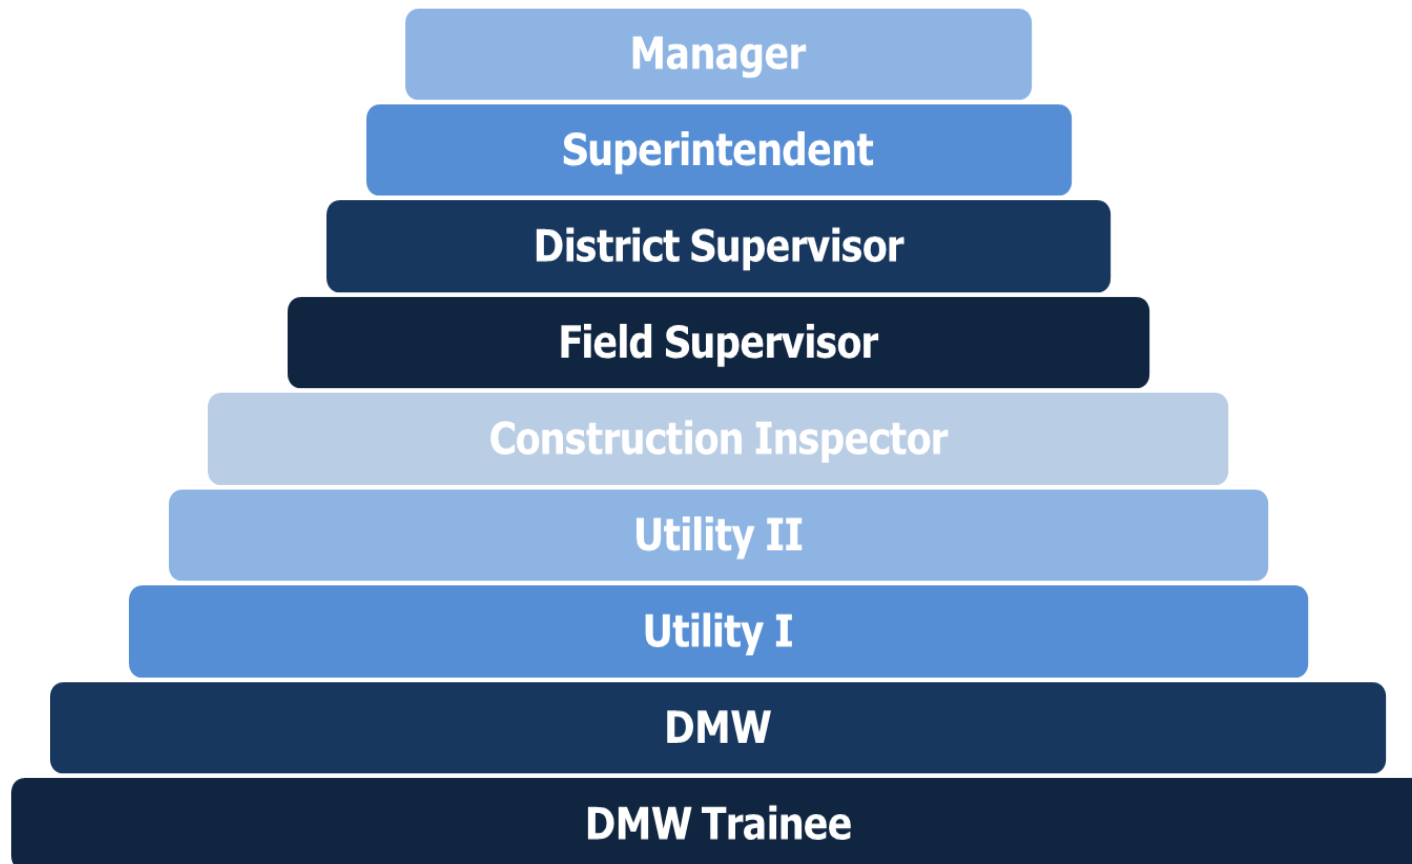 Manager
Superintendent
District Supervisor
Field Supervisor
Construction Inspector
Utility II
Utility I
DMW
DMW Trainee